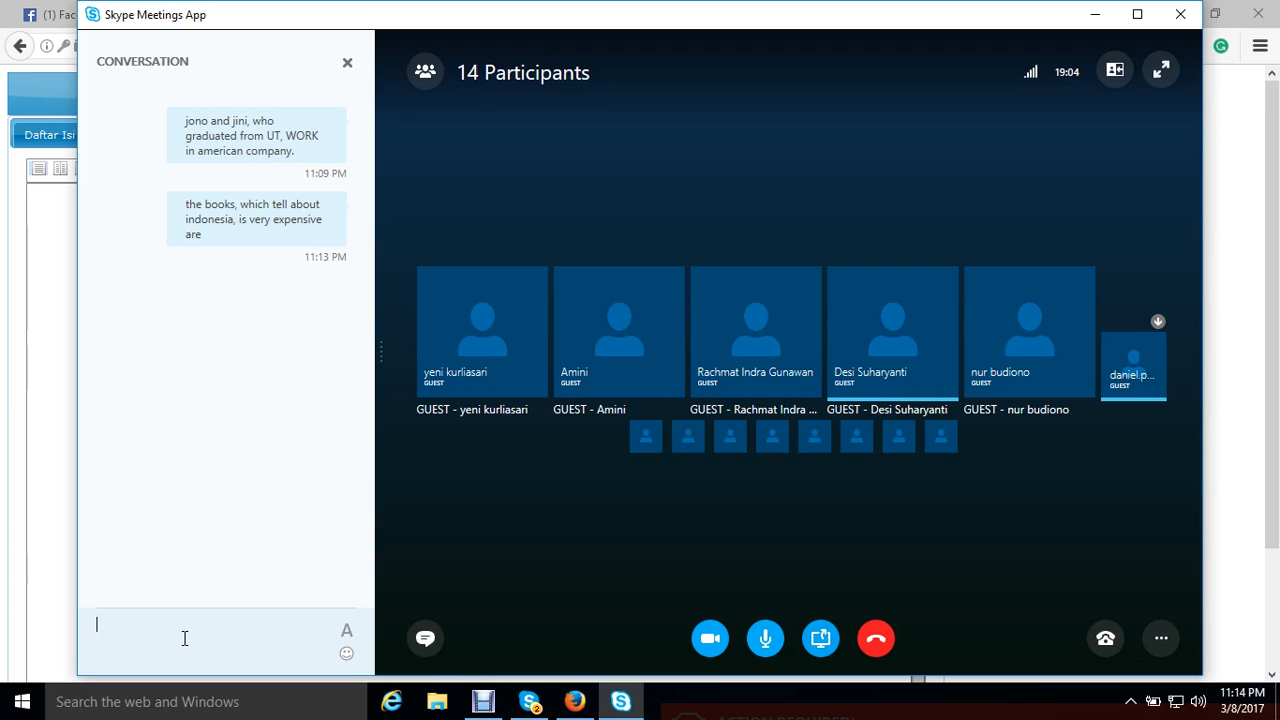 (1) Fac
Skype Meetings App
Daftar Isi
CONVERSATION
jono and jini, who
graduated from UT, WORK
in american company.
11:09 PM
the books, which tell about
indonesia, is very expensive
are
11:13 PM
A
14 Participants
19:04
yeni kurliasari
GUEST
Amini
GUEST
Rachmat Indra Gunawan
GUEST
Desi Suharyanti
GUEST
nur budiono
GUEST
daniel.p...
GUEST
GUEST - yeni kurliasari
GUEST - Amini
GUEST - Rachmat Indra ...
GUEST - Desi Suharyanti
GUEST - nur budiono
Search the web and Windows
2
11:14 PM
3/8/2017